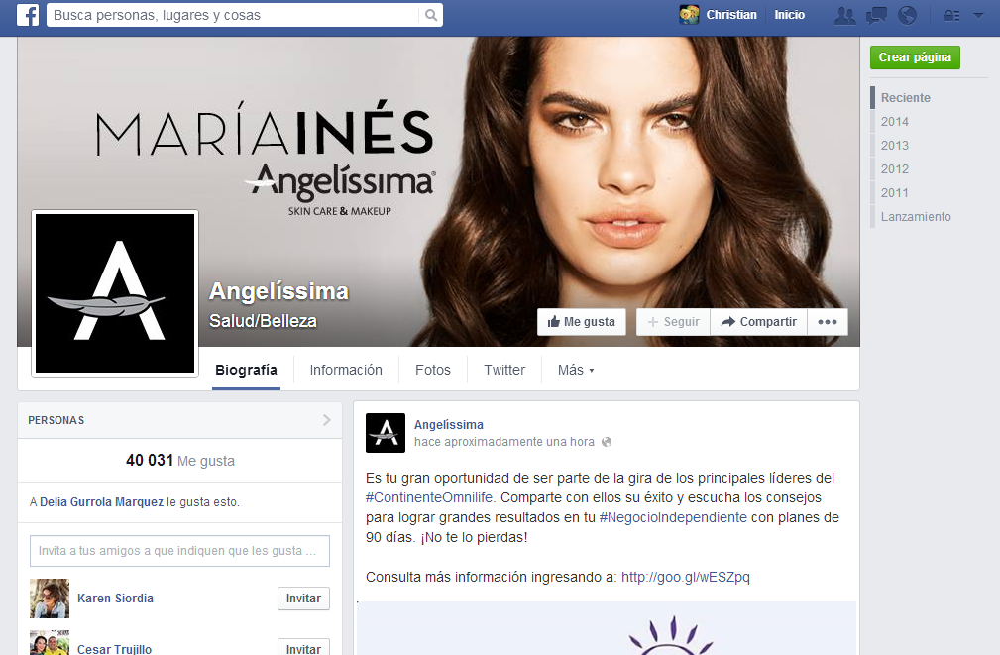 Busca personas, lugares y cosas
Christian
Inicio
Crear página
Reciente
2014
2013
2012
2011
Lanzamiento
MARÍAINÉS
Angelíssima®
SKIN CARE & MAKEUP
Angelíssima
Salud/Belleza
Me gusta
Seguir
Compartir
Biografía
Información
Fotos
Twitter
Más
PERSONAS
40 031 Me gusta
A Delia Gurrola Marquez le gusta esto.
Invita a tus amigos a que indiquen que les gusta ...
Karen Siordia
Invitar
Cesar Trujillo
Invitar
Angelíssima
hace aproximadamente una hora
Es tu gran oportunidad de ser parte de la gira de los principales líderes del
#ContinenteOmnilife. Comparte con ellos su éxito y escucha los consejos
para lograr grandes resultados en tu #NegocioIndependiente con planes de
90 días. ¡No te lo pierdas!
Consulta más información ingresando a: http://goo.gl/wESZpq